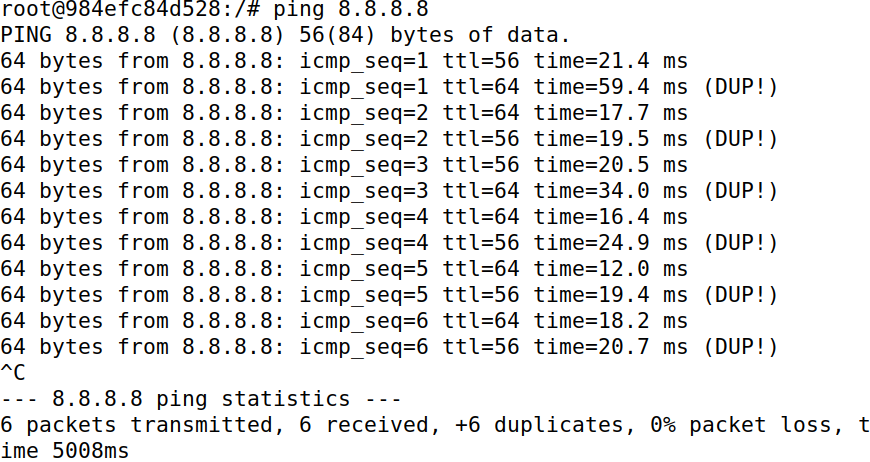 root@984efc84d528:/# ping 8.8.8.8
PING 8.8.8.8 (8.8.8.8) 56(84) bytes of data.
64 bytes from 8.8.8.8: icmp_seq=1 ttl=56 time=21.4 ms
64 bytes from 8.8.8.8: icmp_seq=1 ttl=64 time=59.4 ms (DUP!)
64 bytes from 8.8.8.8: icmp_seq=2 ttl=64 time=17.7 ms
64 bytes from 8.8.8.8: icmp_seq=2 ttl=56 time=19.5 ms (DUP!)
64 bytes from 8.8.8.8: icmp_seq=3 ttl=56 time=20.5 ms
64 bytes from 8.8.8.8: icmp_seq=3 ttl=64 time=34.0 ms (DUP!)
64 bytes from 8.8.8.8: icmp_seq=4 ttl=64 time=16.4 ms
64 bytes from 8.8.8.8: icmp_seq=4 ttl=56 time=24.9 ms (DUP!)
64 bytes from 8.8.8.8: icmp_seq=5 ttl=64 time=12.0 ms
64 bytes from 8.8.8.8: icmp_seq=5 ttl=56 time=19.4 ms (DUP!)
64 bytes from 8.8.8.8: icmp_seq=6 ttl=64 time=18.2 ms
64 bytes from 8.8.8.8: icmp_seq=6 ttl=56 time=20.7 ms (DUP!)
^C
--- 8.8.8.8 ping statistics ---
6 packets transmitted, 6 received, +6 duplicates, 0% packet loss, t
ime 5008ms